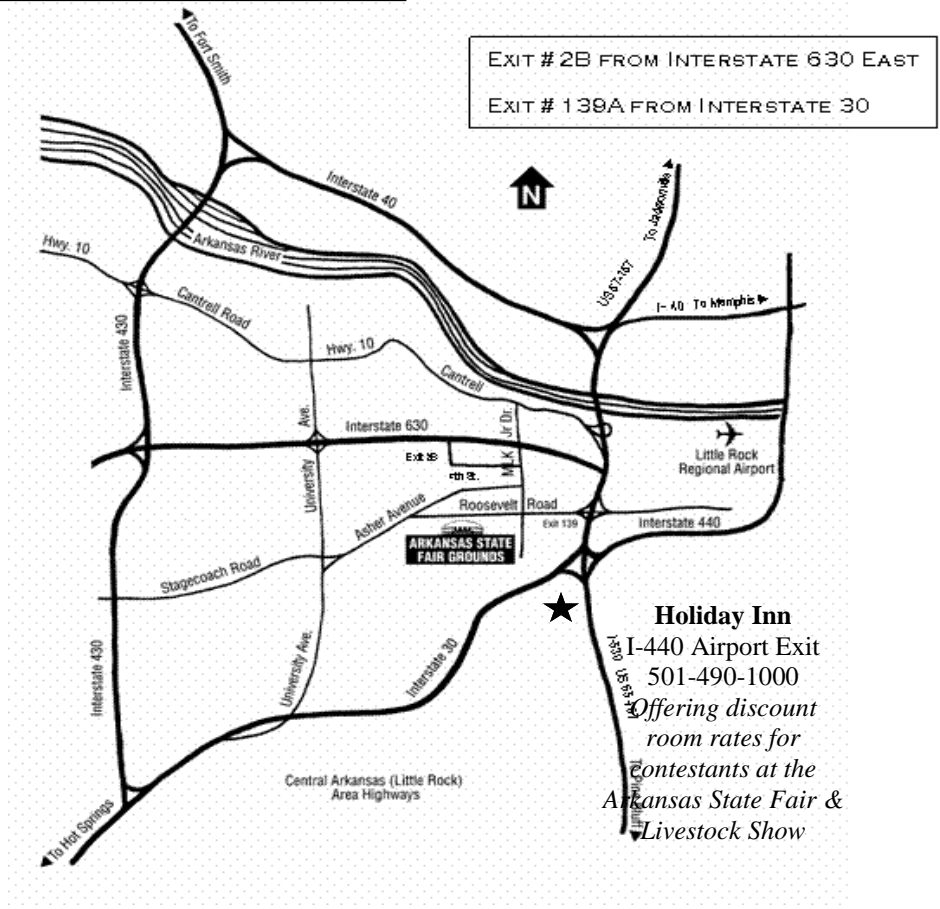 To Fort Smith
EXIT # 2B FROM INTERSTATE 630 EAST
EXIT # 139A FROM INTERSTATE 30
N
Interstate 40
To Jacksonville
US 67-167
I-40 To Memphis
Arkansas River
Hwy. 10
Cantrell Road
Hwy. 10
Cantrell
Interstate 430
University Ave.
Interstate 630
Exit 2B
MLK Jr Dr.
Little Rock
Regional Airport
Asher Avenue
Roosevelt Road
Exit 139
Interstate 440
ARKANSAS STATE
FAIR GROUNDS
Stagecoach Road
Interstate 430
University Ave.
Interstate 30
Holiday Inn
I-440 Airport Exit
501-490-1000
Offering discount
room rates for
contestants at the
Arkansas State Fair &
Livestock Show
I-530
To Pine Bluff
Central Arkansas (Little Rock)
Area Highways
To Hot Springs